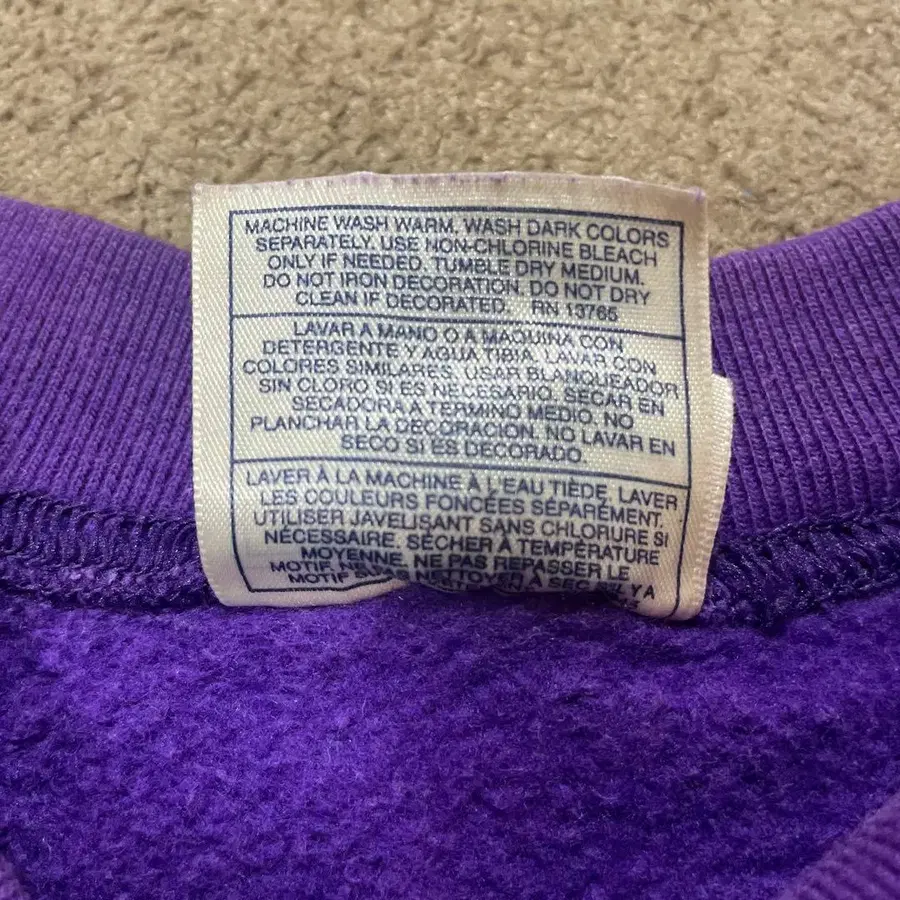 MACHINE WASH WARM. WASH DARK COLORS
SEPARATELY. USE NON-CHLORINE BLEACH
ONLY IF NEEDED. TUMBLE DRY MEDIUM.
DO NOT IRON DECORATION. DO NOT DRY
CLEAN IF DECORATED. RN 13765
LAVAR A MANO O A MAQUINA CON
DETERGENTE Y AGUA TIBIA. LAVAR CON
COLORES SIMILARES. USAR BLANQUEADOR
SIN CLORO SI ES NECESARIO. SECAR EN
SECADORA A TERMINO MEDIO. NO
PLANCHAR LA DECORACION. NO LAVAR EN
SECO SI ES DECORADO.
LAVER À LA MACHINE À L'EAU TIÈDE. LAVER
LES COULEURS FONCÉES SÉPARÉMENT.
UTILISER JAVELISANT SANS CHLORURE SI
NÉCESSAIRE. SÉCHER À TEMPÉRATURE
MOYENNE. NE PAS REPASSER LE
MOTIF. NETTOYER À SEC Y A
MOTIF